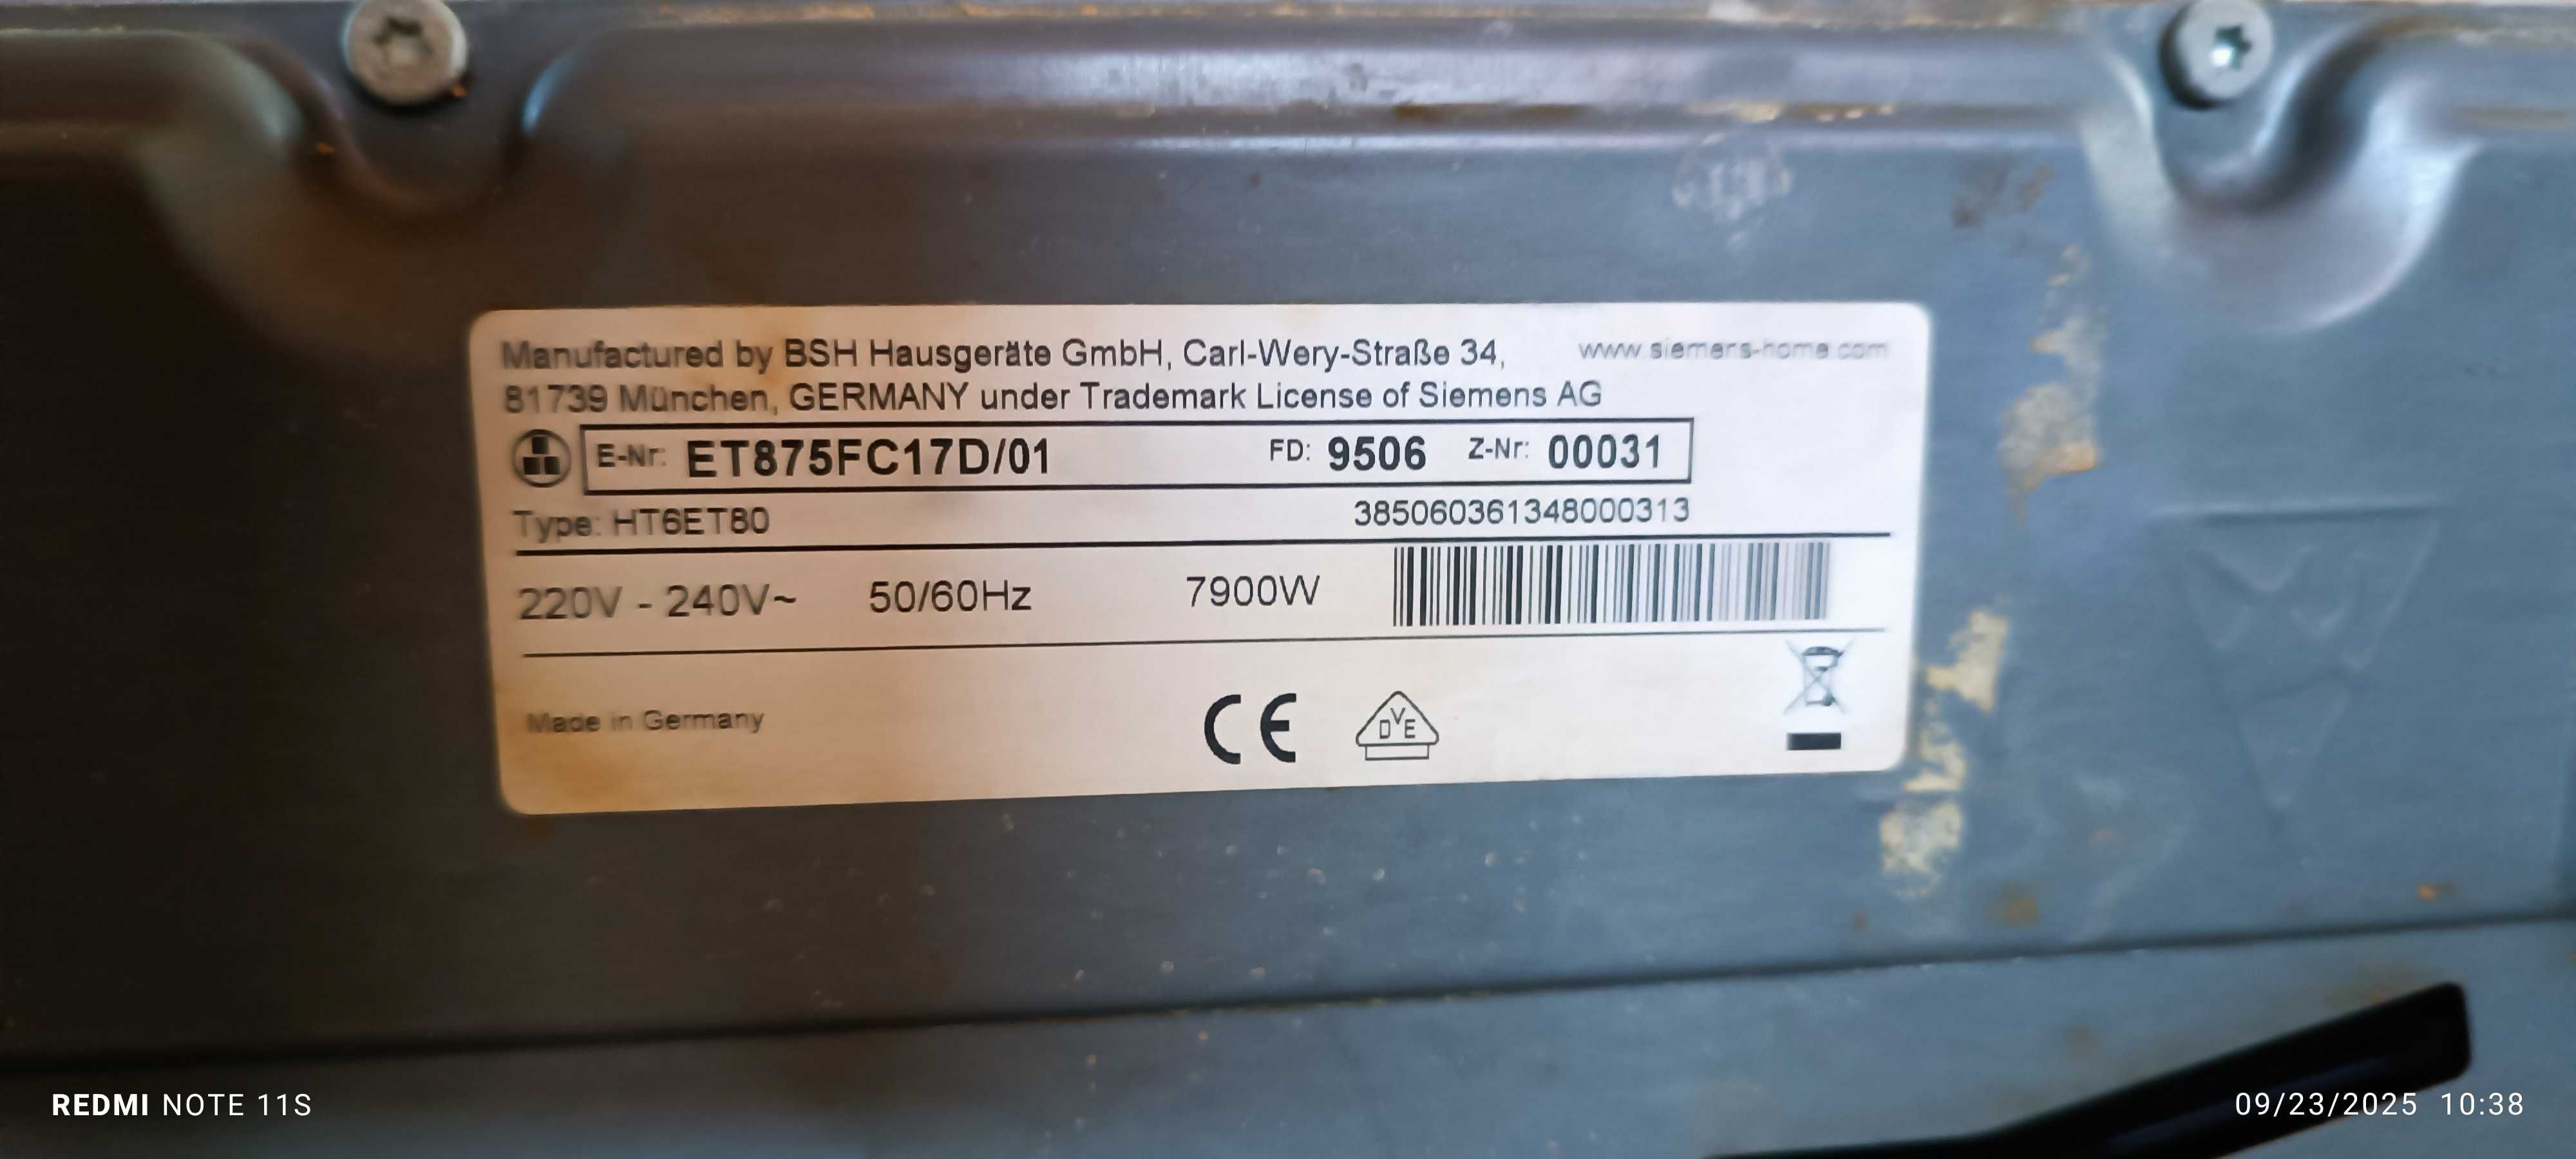 Manufactured by BSH Hausgeräte GmbH, Carl-Wery-Straße 34, www.siemens-home.com
81739 München, GERMANY under Trademark License of Siemens AG
E-Nr: ET875FC17D/01 FD: 9506 Z-Nr: 00031
Type: HT6ET80 385060361348000313
220V - 240V~ 50/60Hz 7900W
Made in Germany CE DVE
REDMI NOTE 11S 09/23/2025 10:38